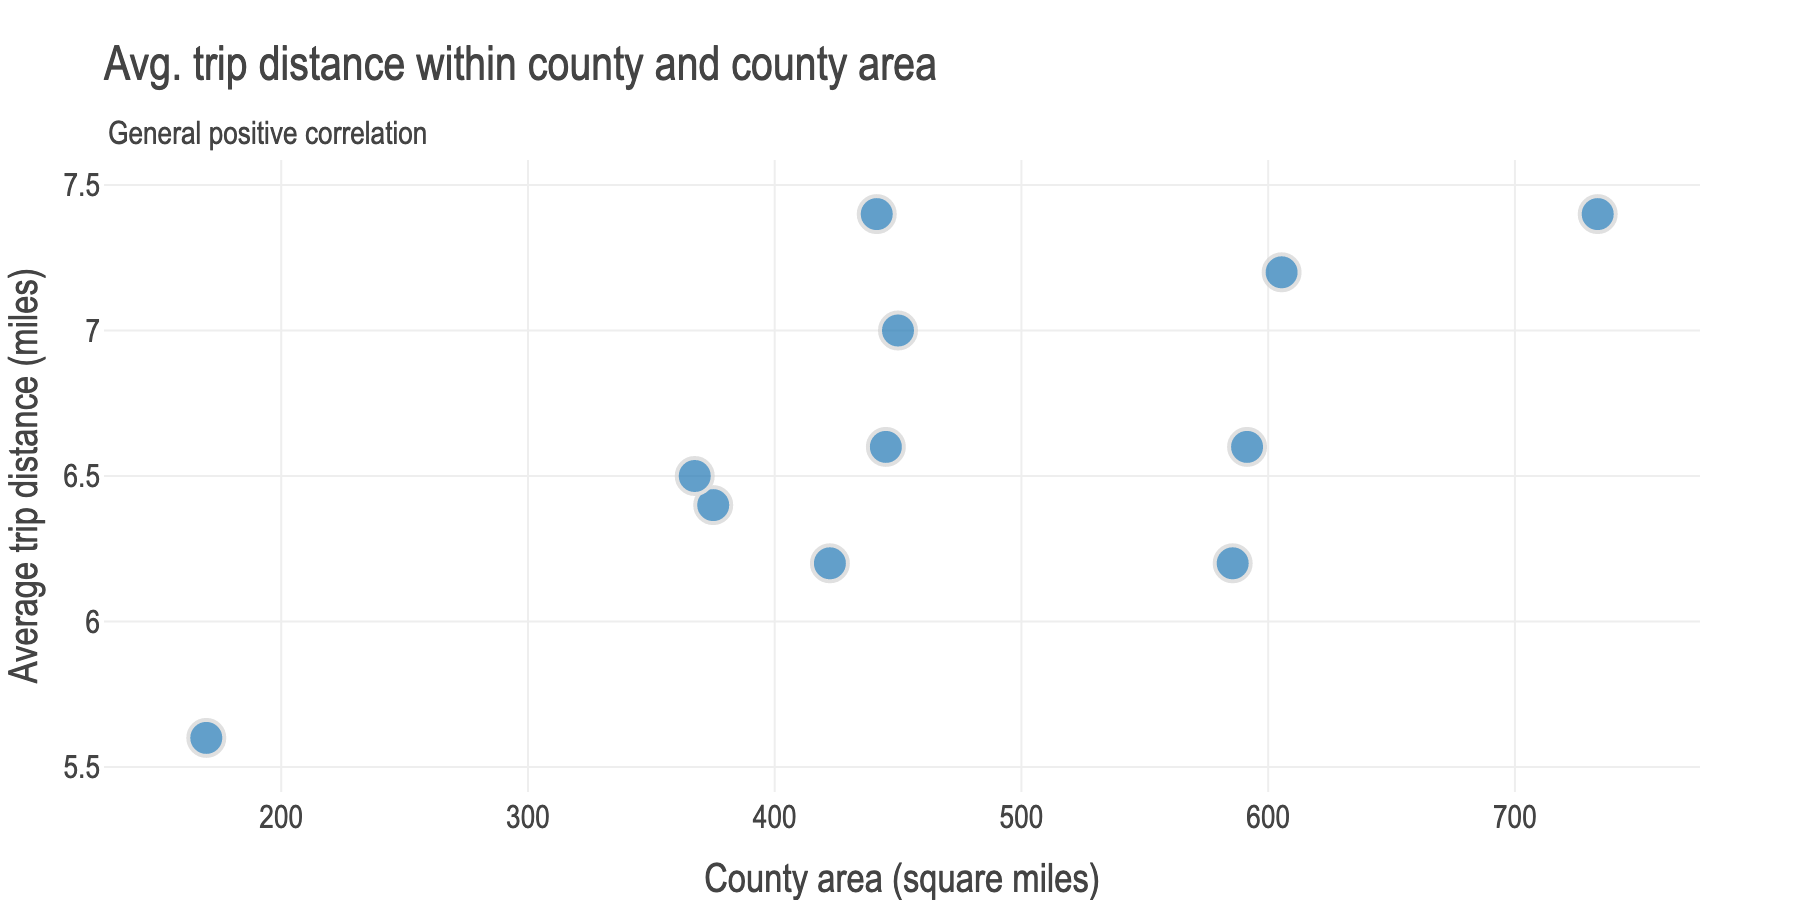 Avg. trip distance within county and county area
General positive correlation
Average trip distance (miles)
7.5
7
6.5
6
5.5
200 300 400 500 600 700
County area (square miles)